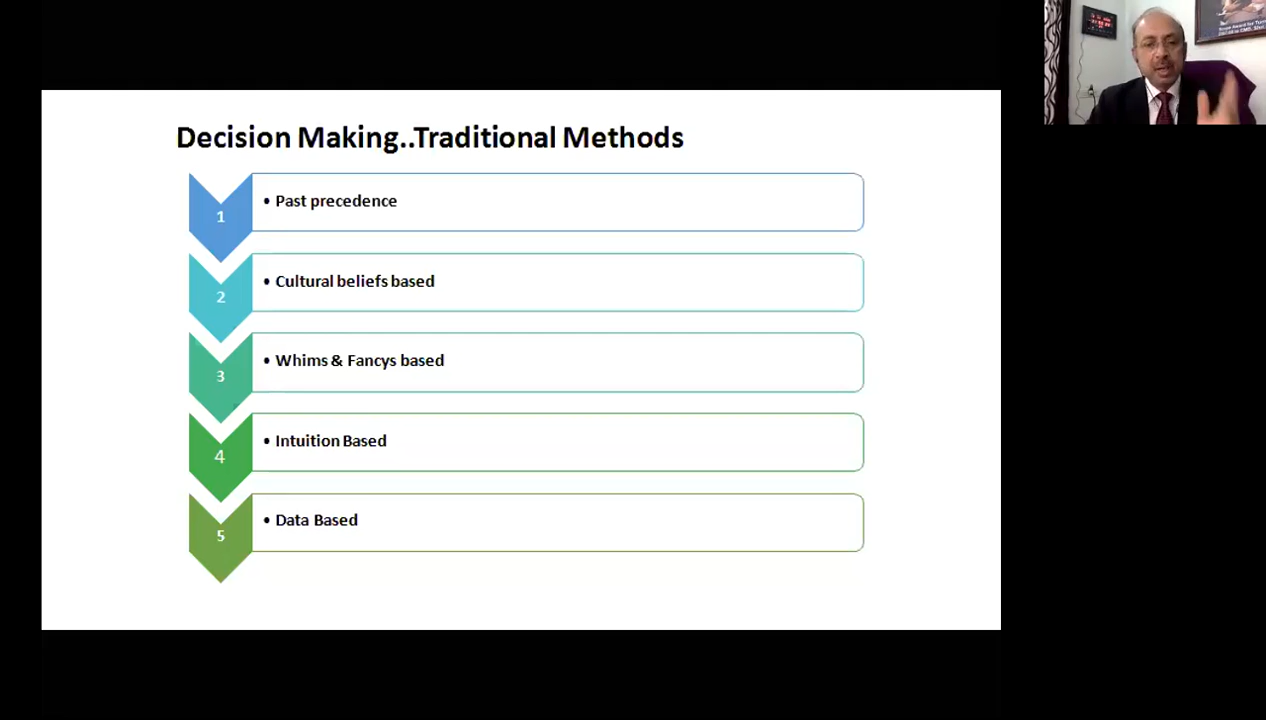 Decision Making..Traditional Methods
1
• Past precedence
2
• Cultural beliefs based
3
• Whims & Fancys based
4
• Intuition Based
5
• Data Based